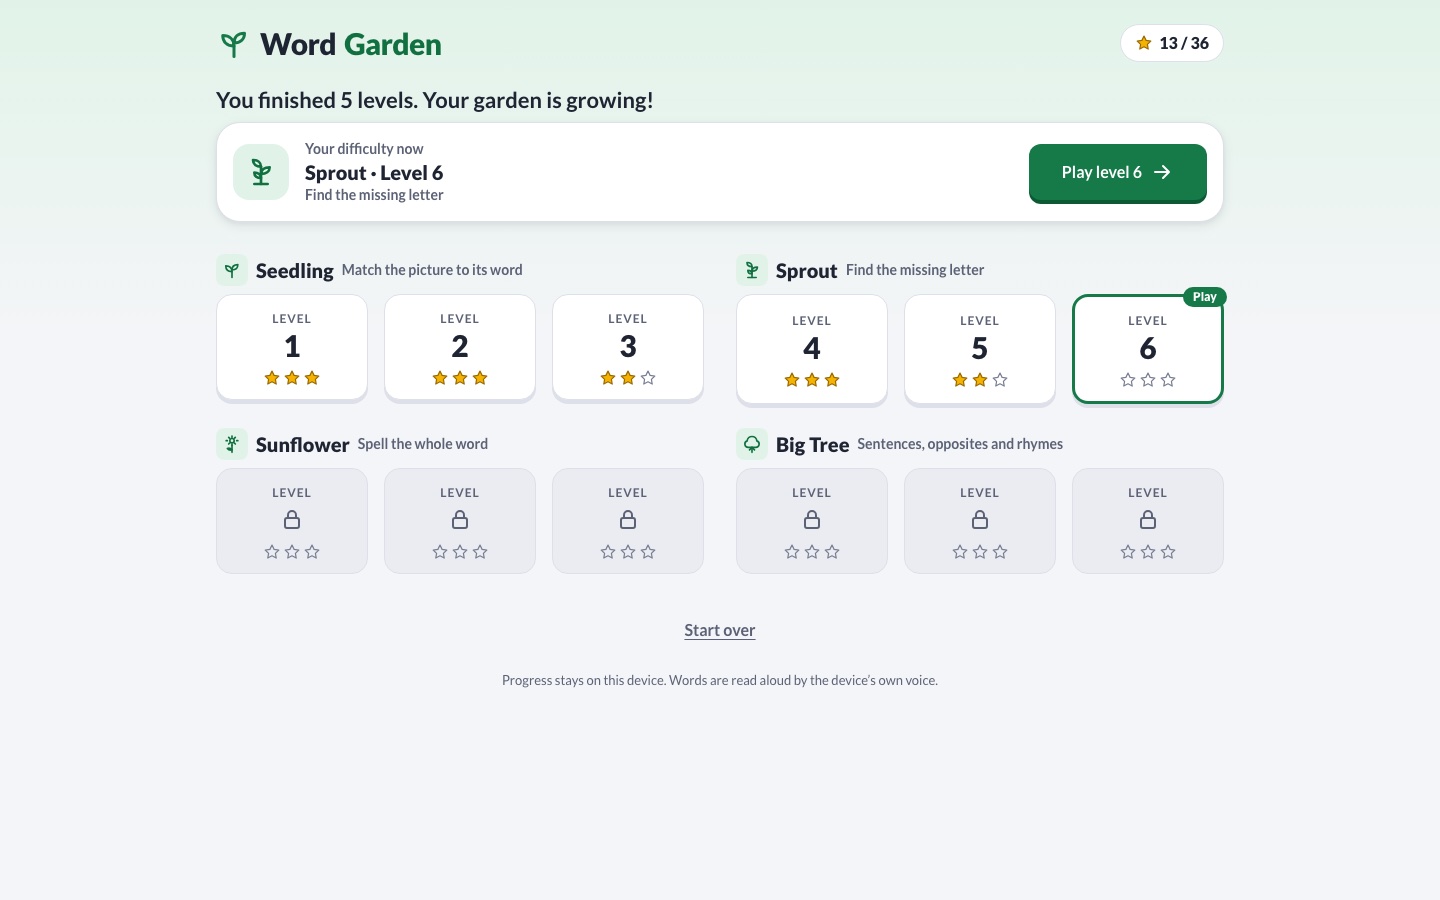 Word Garden
13 / 36
You finished 5 levels. Your garden is growing!
Your difficulty now
Sprout · Level 6
Find the missing letter
Play level 6
Seedling Match the picture to its word
LEVEL
1
LEVEL
2
LEVEL
3
Sprout Find the missing letter
LEVEL
4
LEVEL
5
Play
LEVEL
6
Sunflower Spell the whole word
LEVEL
LEVEL
LEVEL
Big Tree Sentences, opposites and rhymes
LEVEL
LEVEL
LEVEL
Start over
Progress stays on this device. Words are read aloud by the device's own voice.